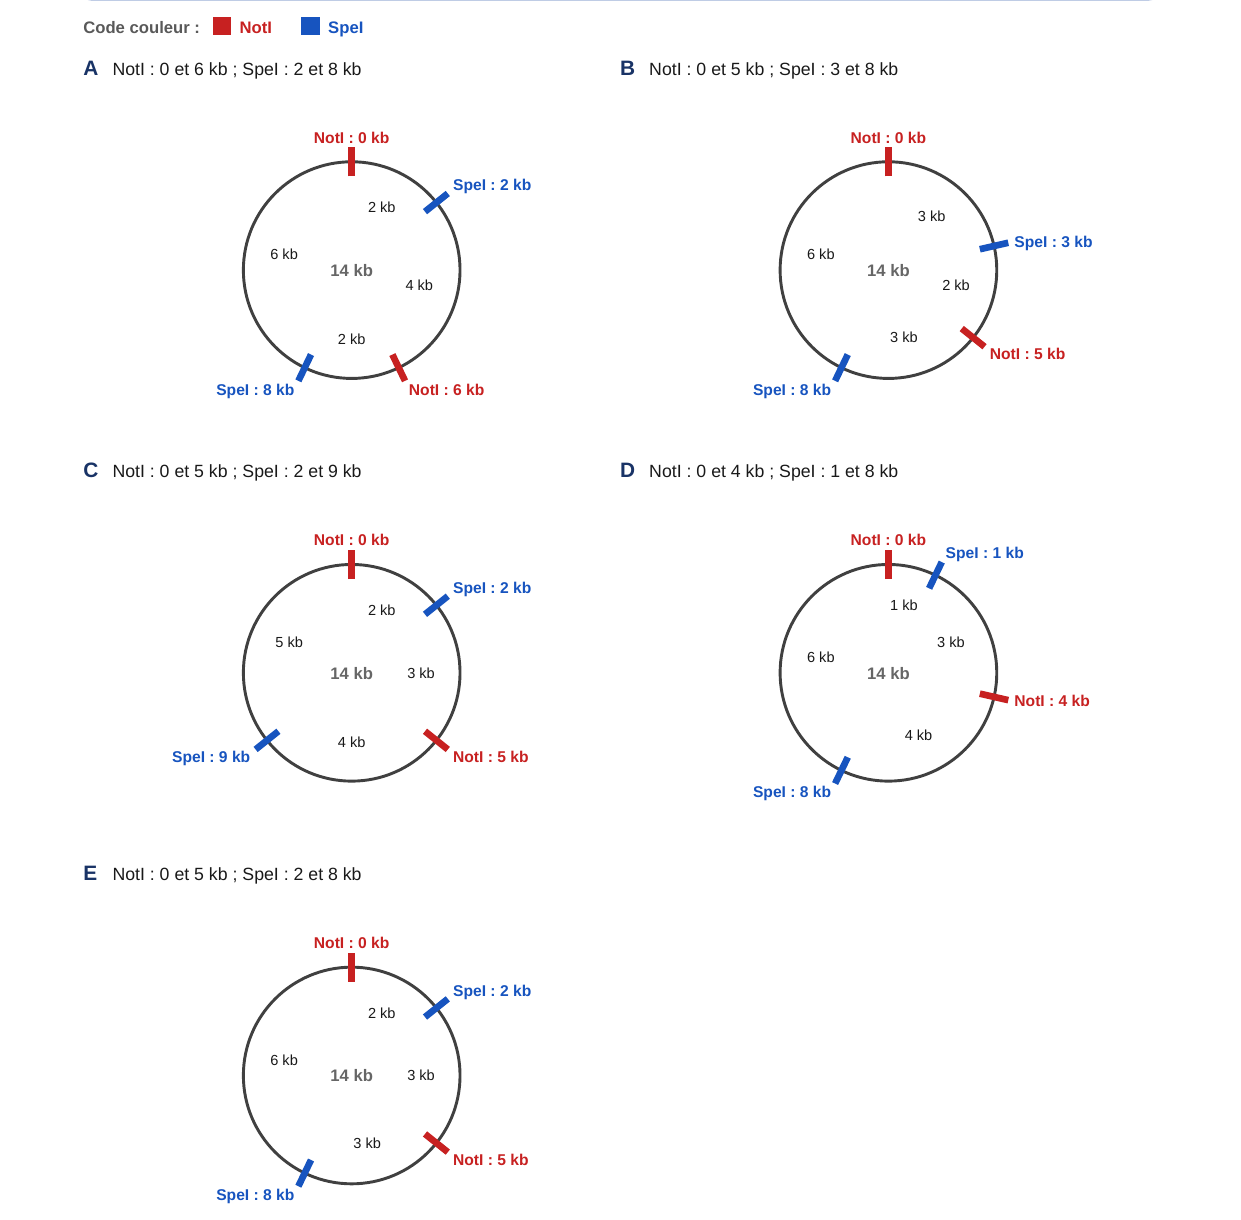 Code couleur : NotI SpeI
A NotI : 0 et 6 kb ; SpeI : 2 et 8 kb
NotI : 0 kb
SpeI : 2 kb
2 kb
6 kb
14 kb
4 kb
2 kb
SpeI : 8 kb
NotI : 6 kb
B NotI : 0 et 5 kb ; SpeI : 3 et 8 kb
NotI : 0 kb
3 kb
SpeI : 3 kb
6 kb
14 kb
2 kb
3 kb
NotI : 5 kb
SpeI : 8 kb
C NotI : 0 et 5 kb ; SpeI : 2 et 9 kb
NotI : 0 kb
SpeI : 2 kb
2 kb
5 kb
14 kb
3 kb
4 kb
SpeI : 9 kb
NotI : 5 kb
D NotI : 0 et 4 kb ; SpeI : 1 et 8 kb
NotI : 0 kb
SpeI : 1 kb
1 kb
3 kb
6 kb
14 kb
NotI : 4 kb
4 kb
SpeI : 8 kb
E NotI : 0 et 5 kb ; SpeI : 2 et 8 kb
NotI : 0 kb
SpeI : 2 kb
2 kb
6 kb
14 kb
3 kb
3 kb
NotI : 5 kb
SpeI : 8 kb